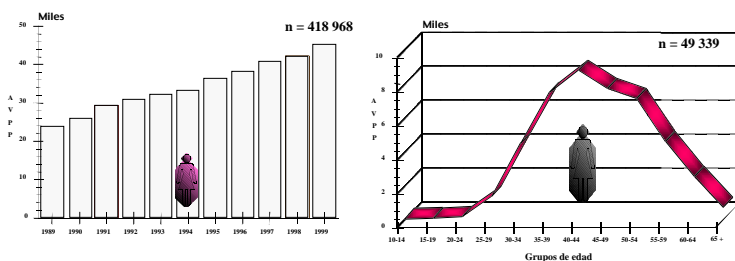 Miles
n = 418 968
50
40
30
20
10
0
A
V
P
P
1989 1990 1991 1992 1993 1994 1995 1996 1997 1998 1999
Miles
n = 49 339
10
8
6
4
2
0
A
V
P
P
10-14 15-19 20-24 25-29 30-34 35-39 40-44 45-49 50-54 55-59 60-64 65 +
Grupos de edad